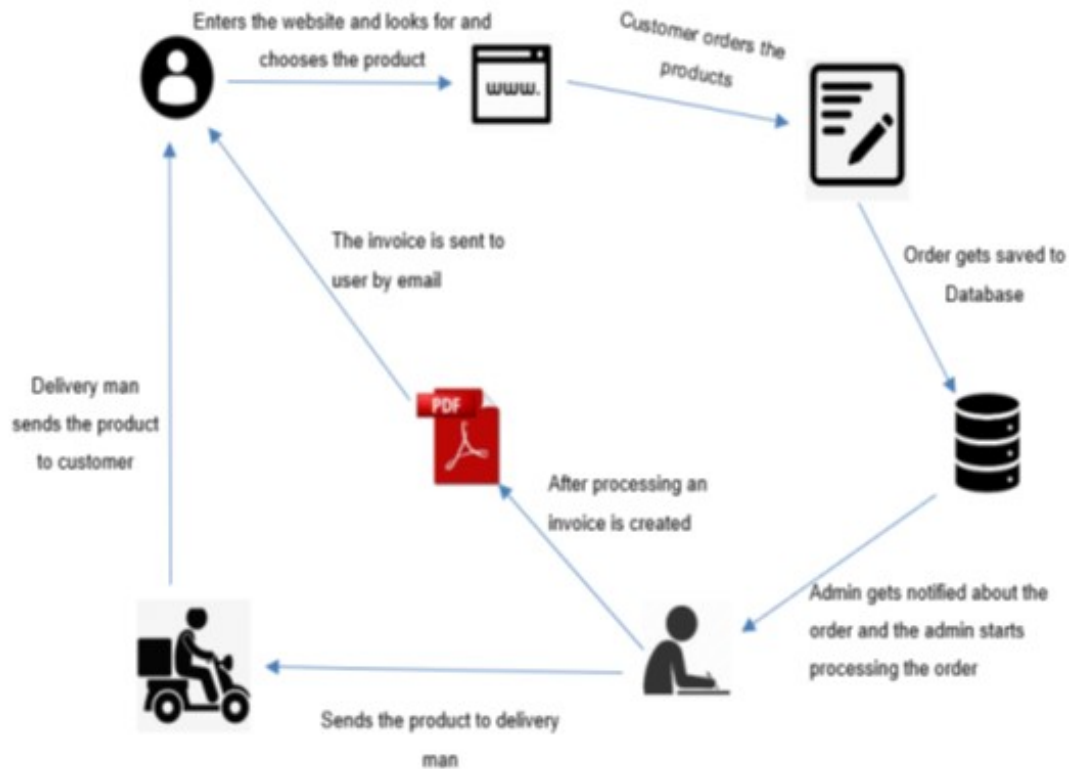 Enters the website and looks for and
chooses the product
www.
Customer orders the
products
Order gets saved to
Database
The invoice is sent to
user by email
PDF
Delivery man
sends the product
to customer
After processing an
invoice is created
Admin gets notified about the
order and the admin starts
processing the order
Sends the product to delivery
man